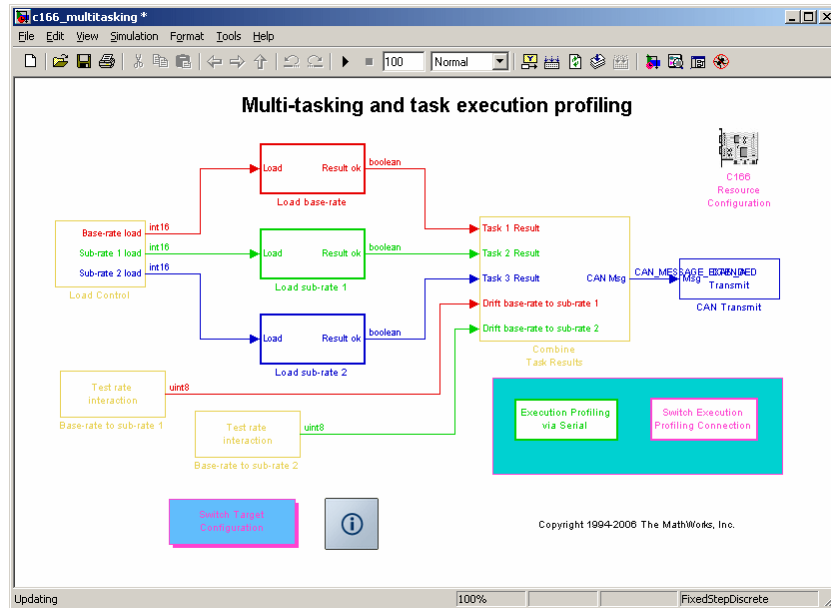 c166_multitasking *
File Edit View Simulation Format Tools Help
100 Normal
Multi-tasking and task execution profiling
C166
Resource
Configuration
Load Result ok boolean
Load base-rate
Base-rate load int16
Sub-rate 1 load int16
Sub-rate 2 load int16
Load Control
Load Result ok boolean
Load sub-rate 1
Load Result ok boolean
Load sub-rate 2
Task 1 Result
Task 2 Result
Task 3 Result CAN Msg
Drift base-rate to sub-rate 1
Drift base-rate to sub-rate 2
Combine
Task Results
Msg
Transmit
CAN Transmit
Test rate
interaction uint8
Base-rate to sub-rate 1
Test rate
interaction uint8
Base-rate to sub-rate 2
Execution Profiling
via Serial
Switch Execution
Profiling Connection
Switch Target
Configuration
Copyright 1994-2006 The MathWorks, Inc.
Updating 100% FixedStepDiscrete